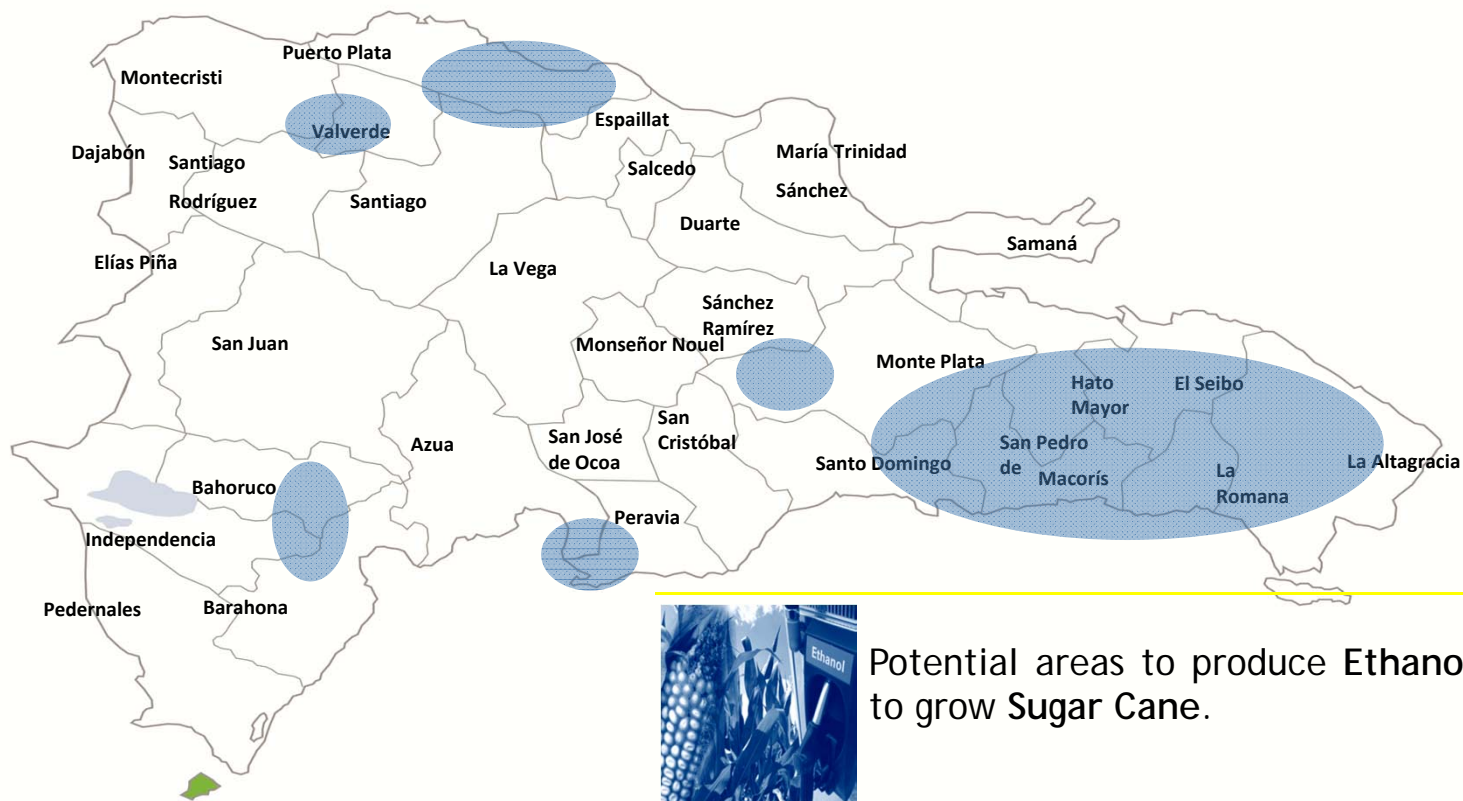 Puerto Plata
Montecristi
Espaillat
Valverde
Dajabón
Santiago
Rodríguez
Salcedo
María Trinidad
Sánchez
Santiago
Duarte
Samaná
Elías Piña
La Vega
Sánchez
Ramírez
San Juan
Monseñor Nouel
Monte Plata
Hato
Mayor
El Seibo
Azua
San José
de Ocoa
San
Cristóbal
Santo Domingo
San Pedro
de
Macorís
La
Romana
La Altagracia
Bahoruco
Independencia
Peravia
Pedernales
Barahona
Ethanol
Potential areas to produce Ethano
to grow Sugar Cane.